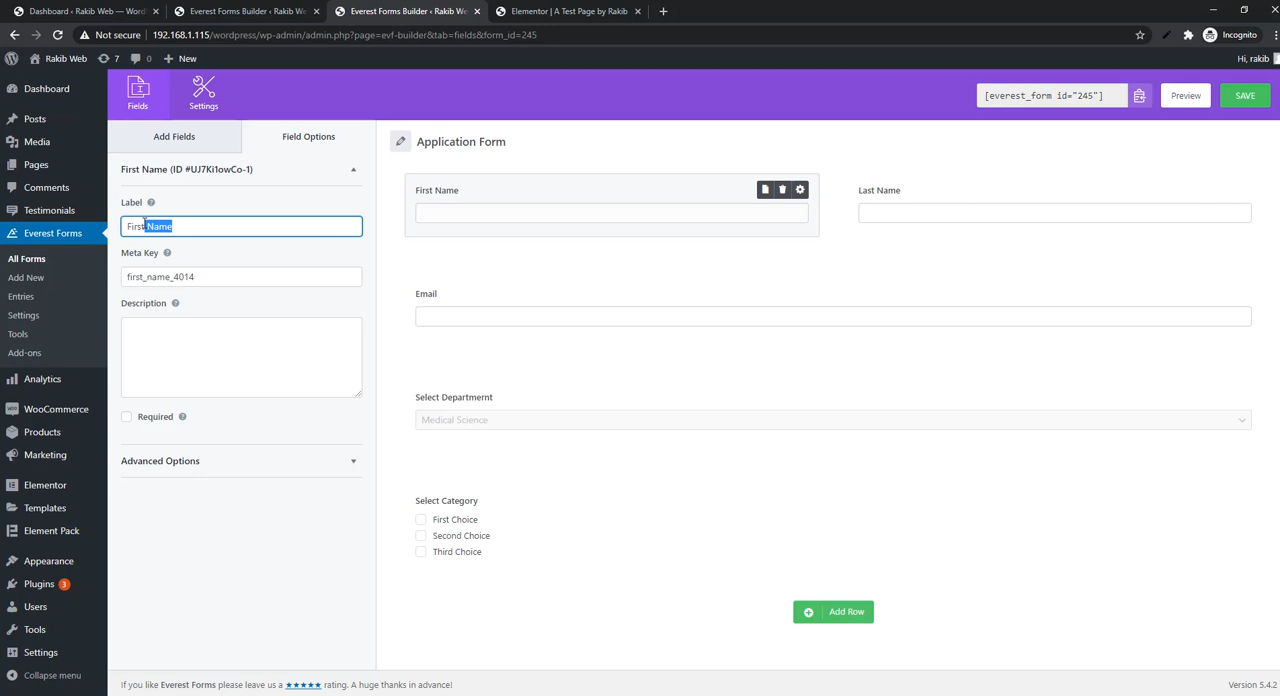 Dashboard ‹ Rakib Web — Word
Everest Forms Builder ‹ Rakib We
Everest Forms Builder ‹ Rakib We
Elementor | A Test Page by Rakib
Not secure
192.168.1.115/wordpress/wp-admin/admin.php?page=evf-builder&tab=fields&form_id=245
Incognito
Rakib Web
7
0
New
Hi, rakib
Dashboard
Posts
Media
Pages
Comments
Testimonials
Everest Forms
All Forms
Add New
Entries
Settings
Tools
Add-ons
Analytics
WooCommerce
Products
Marketing
Elementor
Templates
Element Pack
Appearance
Plugins 3
Users
Tools
Settings
Collapse menu
Fields
Settings
[everest_form id="245"]
Preview
SAVE
Add Fields
Field Options
First Name (ID #UJ7Ki1owCo-1)
Label
First Name
Meta Key
first_name_4014
Description
Required
Advanced Options
Application Form
First Name
Last Name
Email
Select Departmernt
Medical Science
Select Category
First Choice
Second Choice
Third Choice
Add Row
If you like Everest Forms please leave us a ★★★★★ rating. A huge thanks in advance!
Version 5.4.2